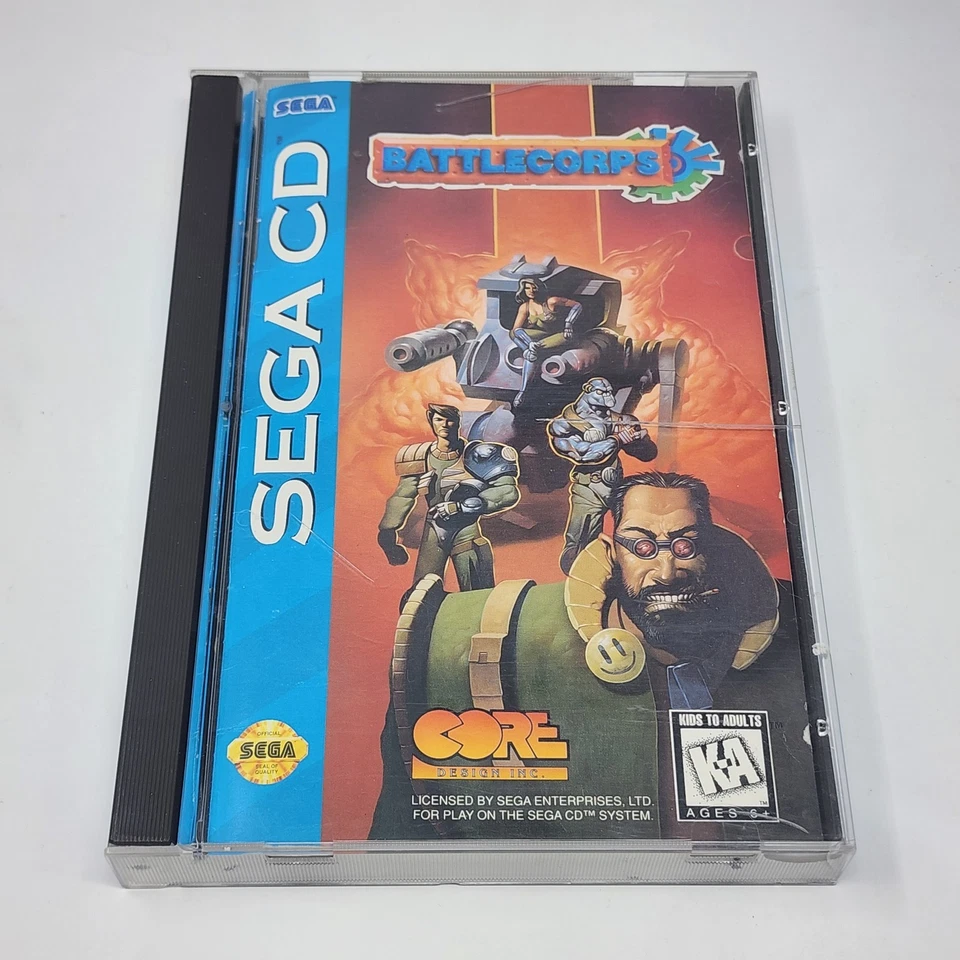 SEGA
SEGA CD™
BATTLECORPS
CORE
DESIGN INC.
OFFICIAL
SEGA
SEAL OF
QUALITY
LICENSED BY SEGA ENTERPRISES, LTD.
FOR PLAY ON THE SEGA CD™ SYSTEM.
KIDS TO ADULTS
K-A
AGES 6+